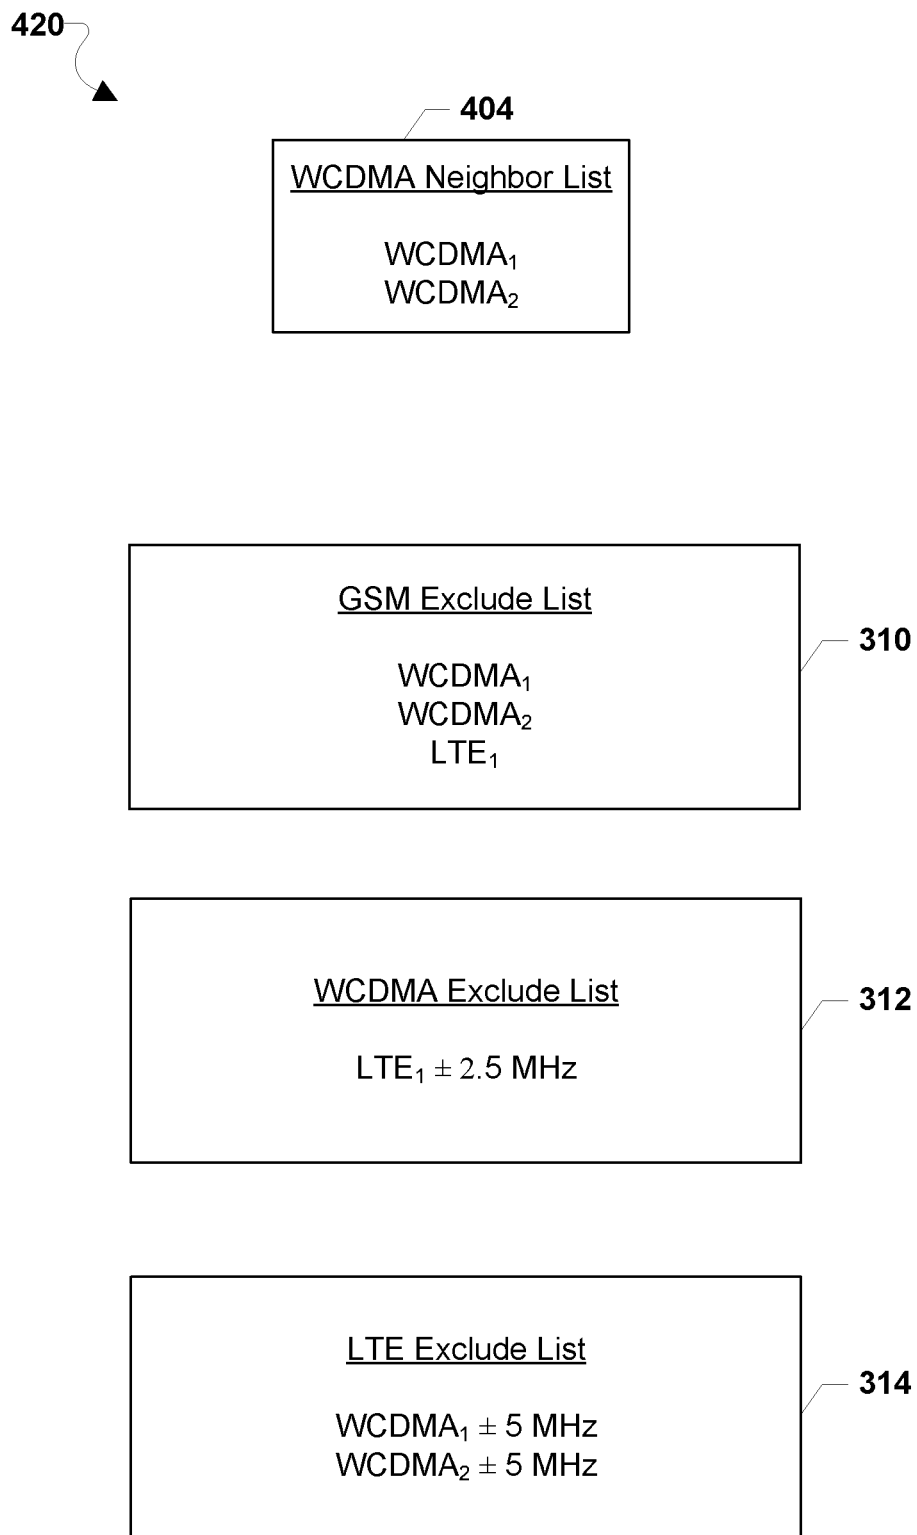 420
404
WCDMA Neighbor List
WCDMA₁
WCDMA₂
GSM Exclude List
310
WCDMA₁
WCDMA₂
LTE₁
WCDMA Exclude List
312
LTE₁ ± 2.5 MHz
LTE Exclude List
314
WCDMA₁ ± 5 MHz
WCDMA₂ ± 5 MHz